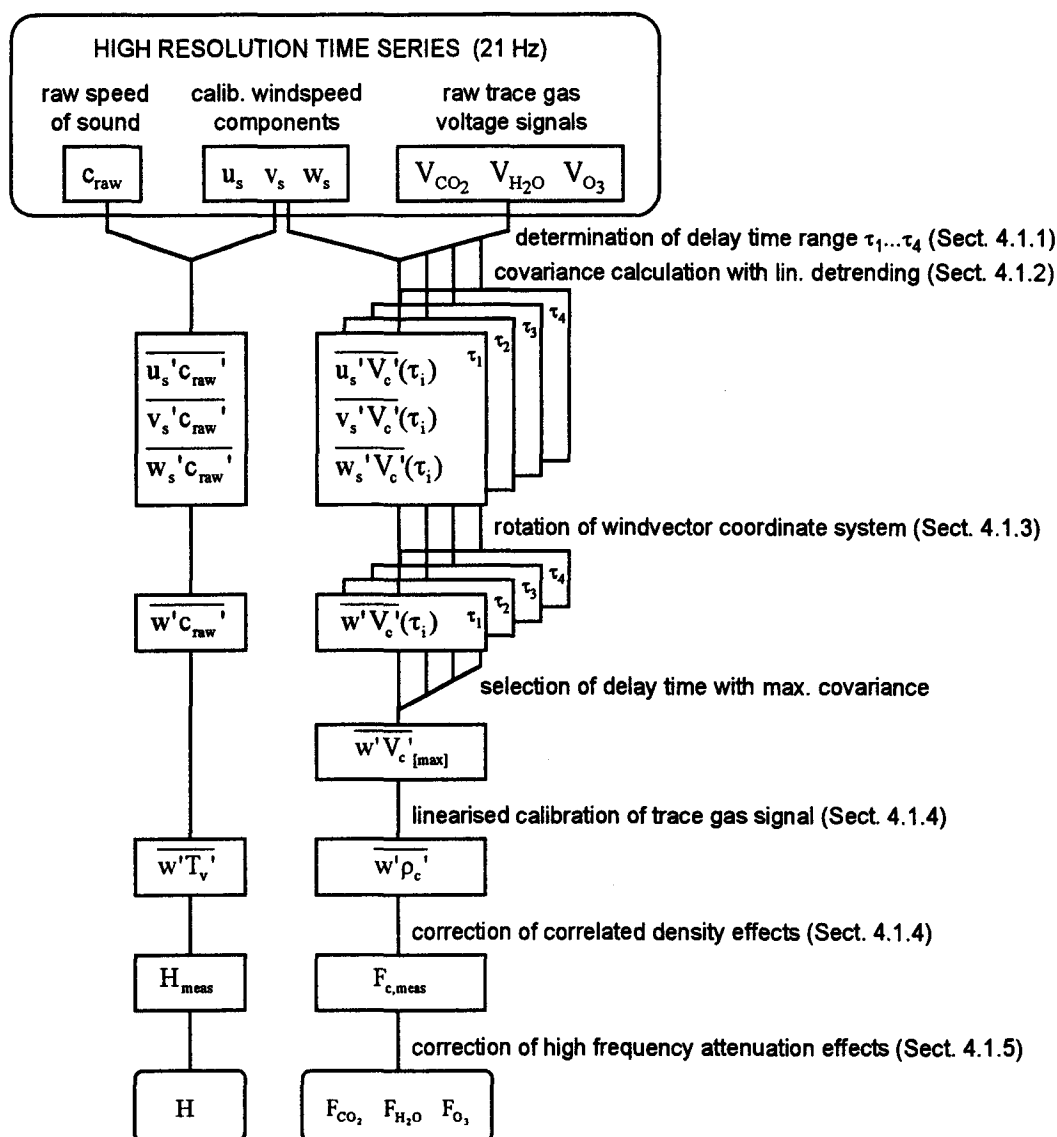 HIGH RESOLUTION TIME SERIES (21 Hz)
raw speed of sound
calib. windspeed components
raw trace gas voltage signals
c_raw
u_s v_s w_s
V_CO₂ V_H₂O V_O₃
determination of delay time range τ₁...τ₄ (Sect. 4.1.1)
covariance calculation with lin. detrending (Sect. 4.1.2)
τ₁ τ₂ τ₃ τ₄
u_s'c_raw'
v_s'c_raw'
w_s'c_raw'
u_s'V_c'(τ_i)
v_s'V_c'(τ_i)
w_s'V_c'(τ_i)
rotation of windvector coordinate system (Sect. 4.1.3)
τ₁ τ₂ τ₃ τ₄
w'c_raw'
w'V_c'(τ_i)
selection of delay time with max. covariance
w'V_c'[max]
linearised calibration of trace gas signal (Sect. 4.1.4)
w'T_v'
w'ρ_c'
correction of correlated density effects (Sect. 4.1.4)
H_meas
F_c,meas
correction of high frequency attenuation effects (Sect. 4.1.5)
H
F_CO₂ F_H₂O F_O₃